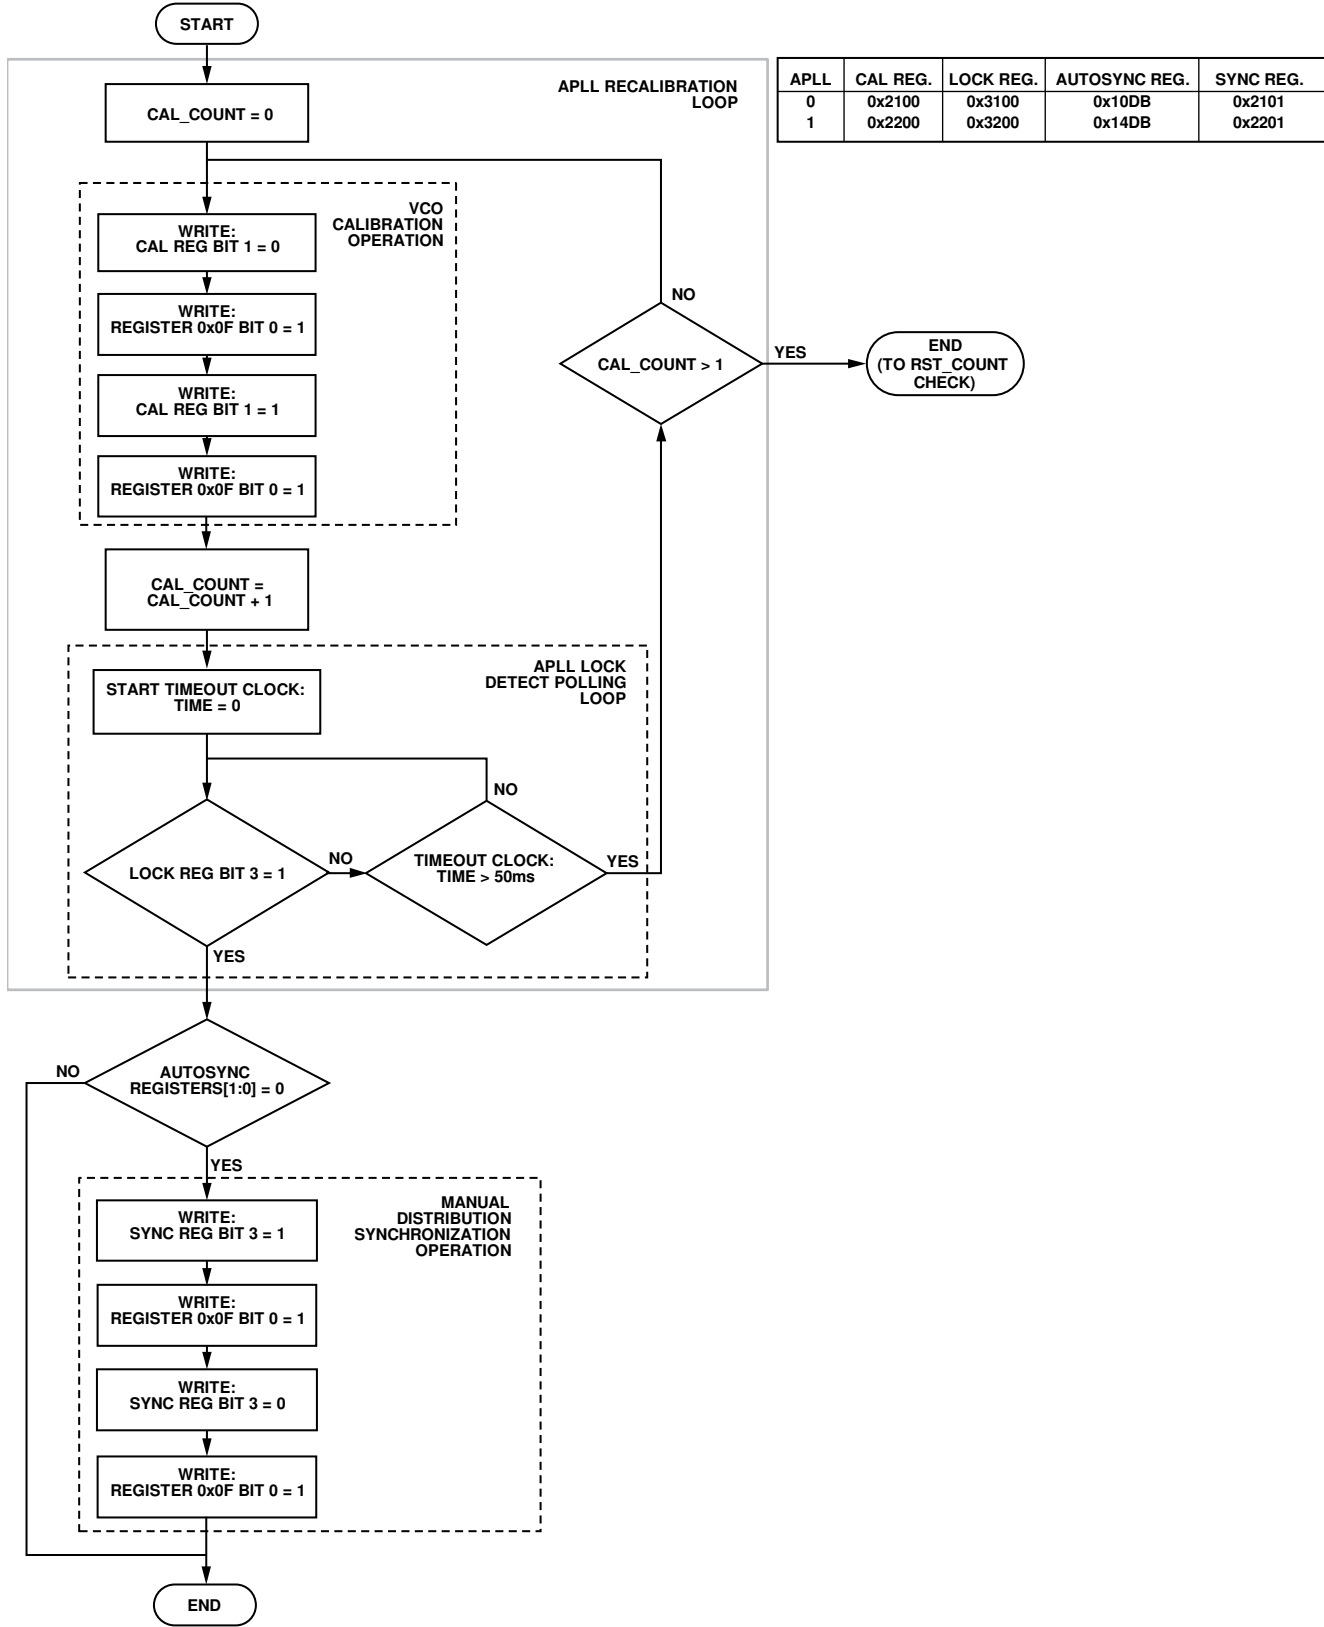 START
APLL RECALIBRATION
LOOP
APLL CAL REG. LOCK REG. AUTOSYNC REG. SYNC REG.
0 0x2100 0x3100 0x10DB 0x2101
1 0x2200 0x3200 0x14DB 0x2201
CAL_COUNT = 0
VCO
CALIBRATION
OPERATION
WRITE:
CAL REG BIT 1 = 0
WRITE:
REGISTER 0x0F BIT 0 = 1
WRITE:
CAL REG BIT 1 = 1
WRITE:
REGISTER 0x0F BIT 0 = 1
NO
CAL_COUNT > 1
YES
END
(TO RST_COUNT
CHECK)
CAL_COUNT =
CAL_COUNT + 1
APLL LOCK
DETECT POLLING
LOOP
START TIMEOUT CLOCK:
TIME = 0
NO
LOCK REG BIT 3 = 1
NO
TIMEOUT CLOCK:
TIME > 50ms
YES
YES
AUTOSYNC
REGISTERS[1:0] = 0
NO
YES
MANUAL
DISTRIBUTION
SYNCHRONIZATION
OPERATION
WRITE:
SYNC REG BIT 3 = 1
WRITE:
REGISTER 0x0F BIT 0 = 1
WRITE:
SYNC REG BIT 3 = 0
WRITE:
REGISTER 0x0F BIT 0 = 1
END